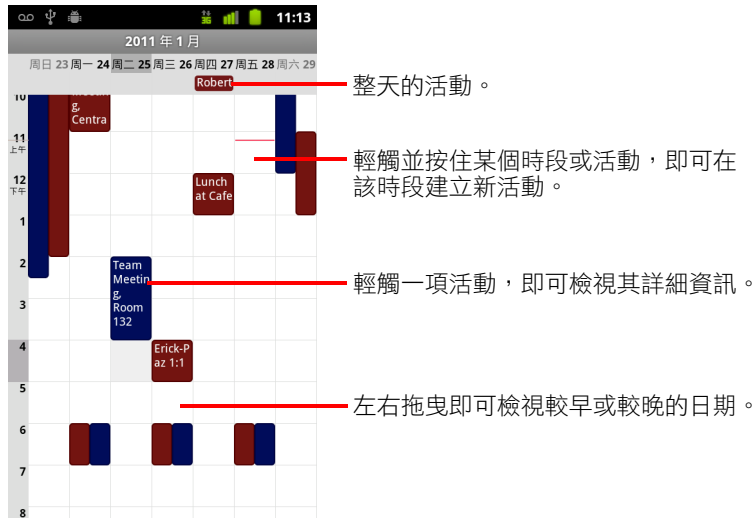 3G
11:13
2011 年 1 月
周日 23 周一 24 周二 25 周三 26 周四 27 周五 28 周六 29
Robert
整天的活動。
10
g,
Centra
11
上午
輕觸並按住某個時段或活動，即可在
該時段建立新活動。
12
下午
Lunch
at Cafe
1
2
Team
Meetin
g,
Room
132
輕觸一項活動，即可檢視其詳細資訊。
3
4
Erick-P
az 1:1
5
左右拖曳即可檢視較早或較晚的日期。
6
7
8